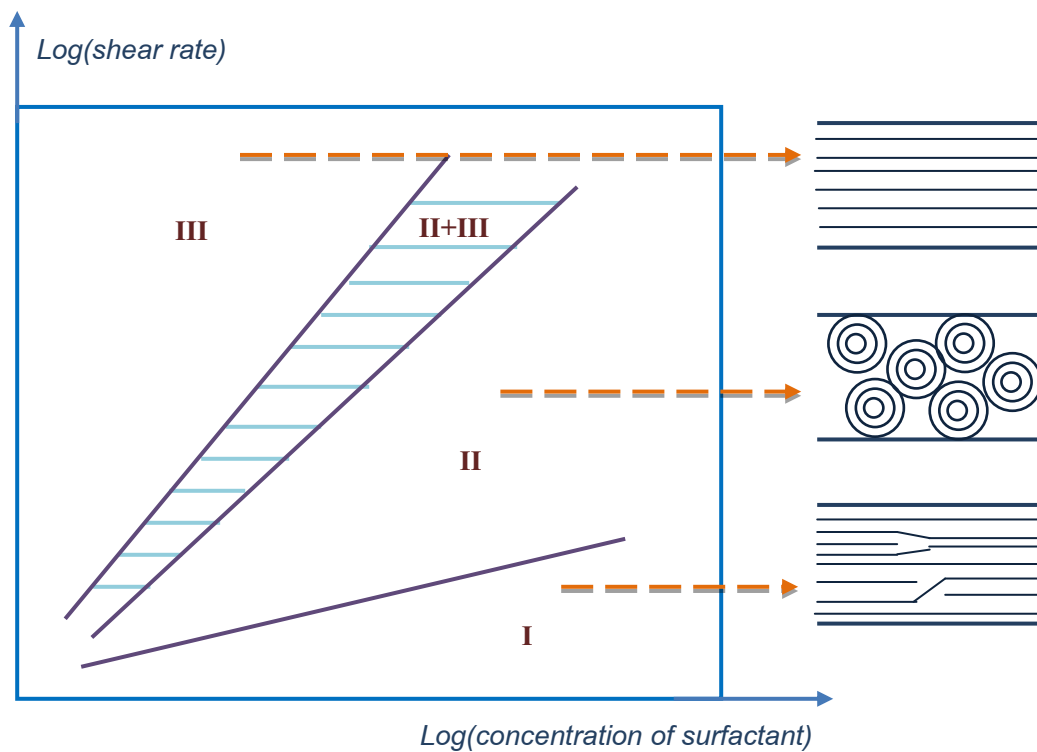 Log(shear rate)
III
II+III
II
I
Log(concentration of surfactant)